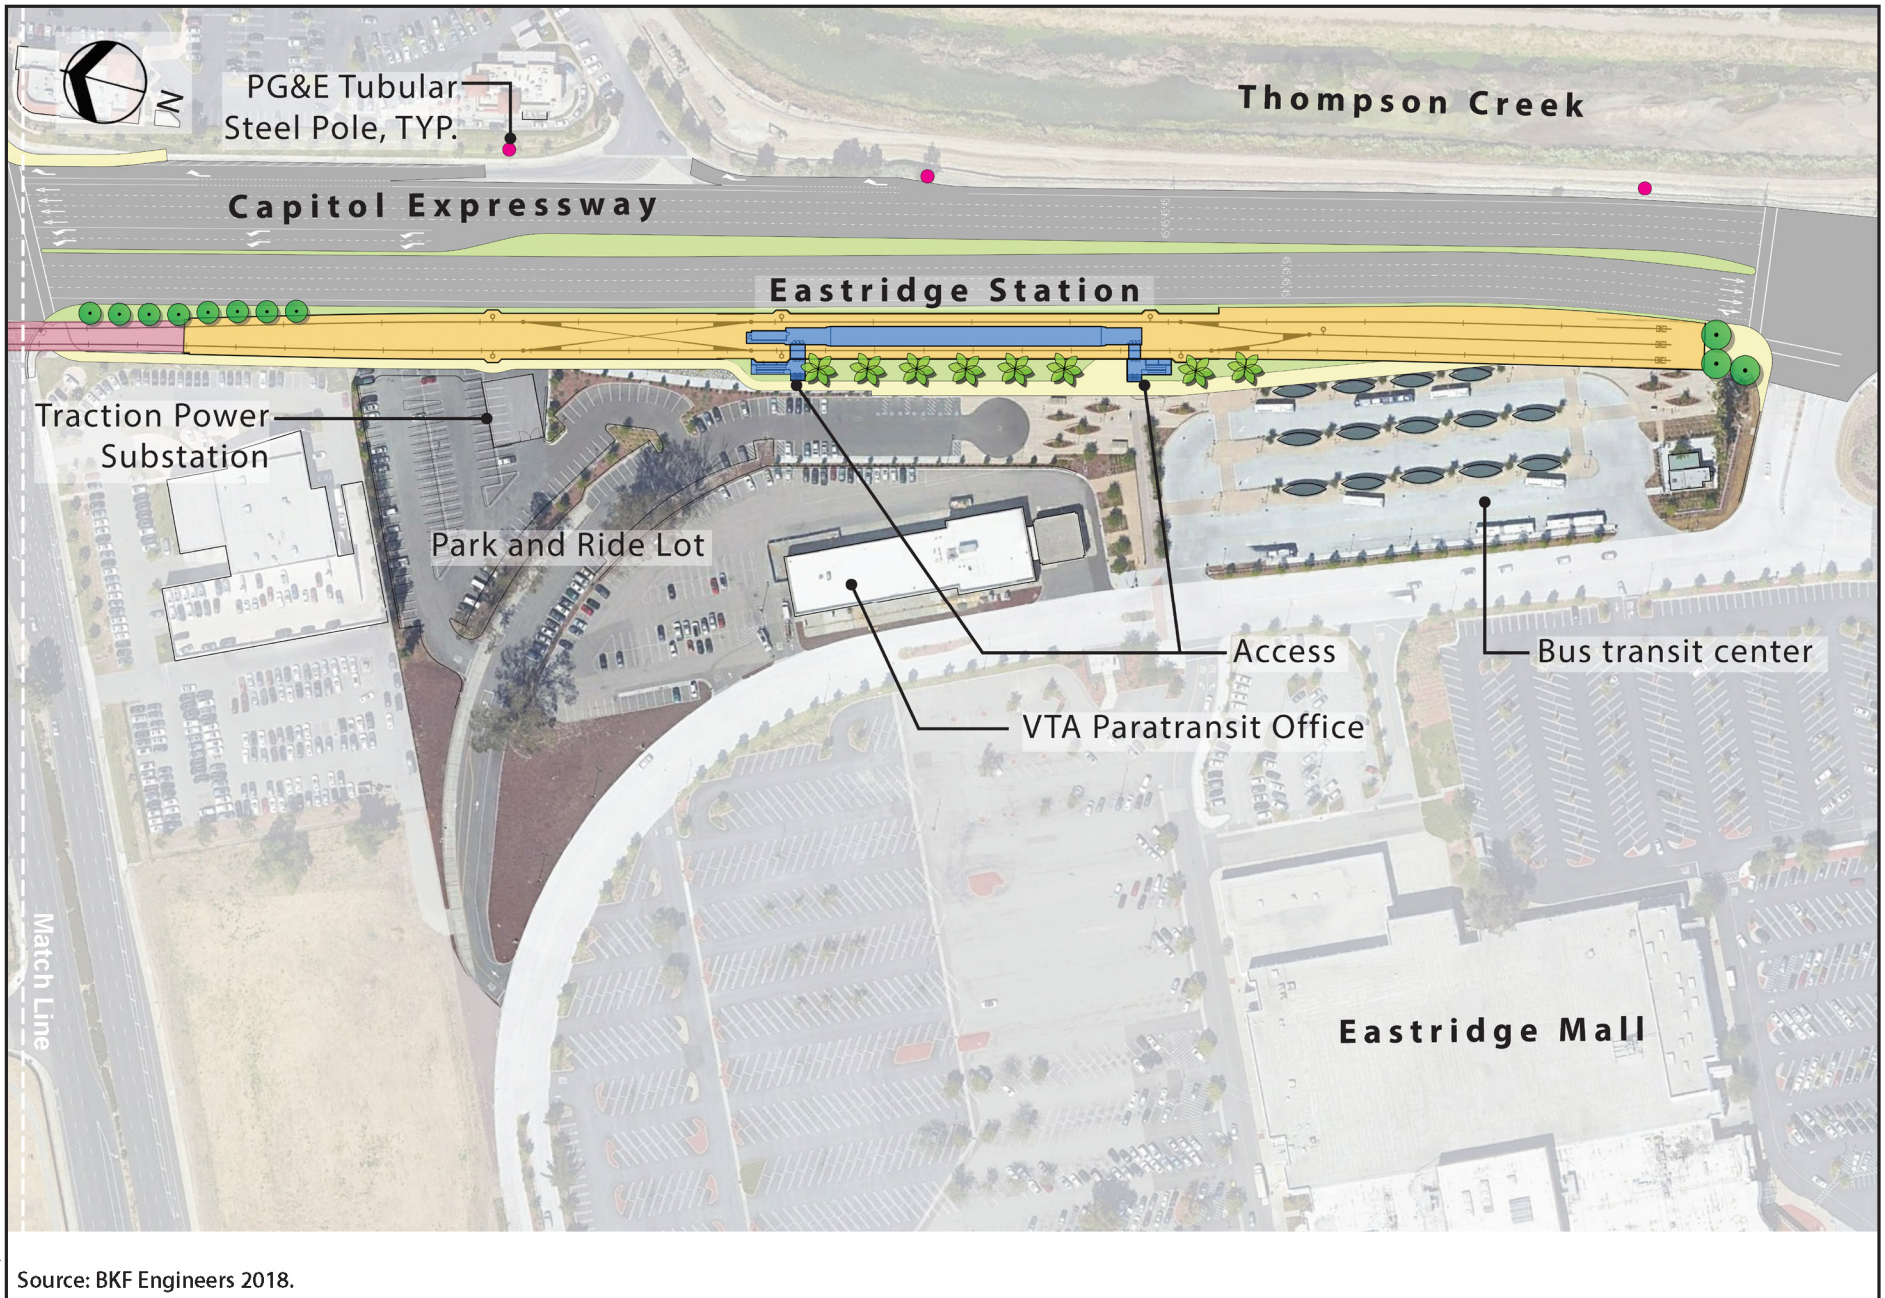 N
PG&E Tubular
Steel Pole, TYP.
Thompson Creek
Capitol Expressway
Eastridge Station
Traction Power
Substation
Park and Ride Lot
Access
Bus transit center
VTA Paratransit Office
Match Line
Eastridge Mall
Source: BKF Engineers 2018.